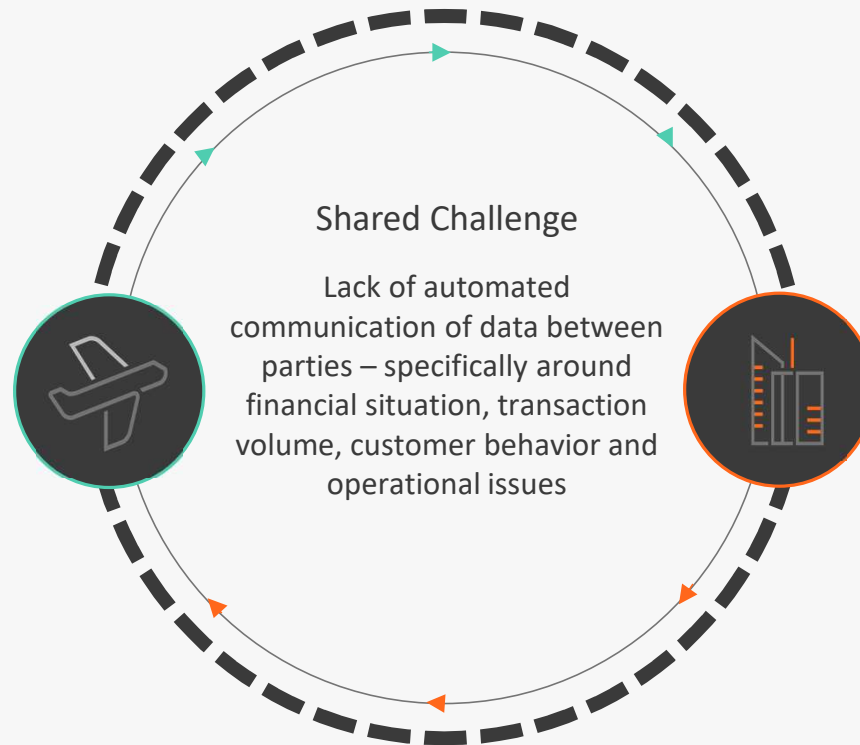 Shared Challenge
Lack of automated
communication of data between
parties – specifically around
financial situation, transaction
volume, customer behavior and
operational issues